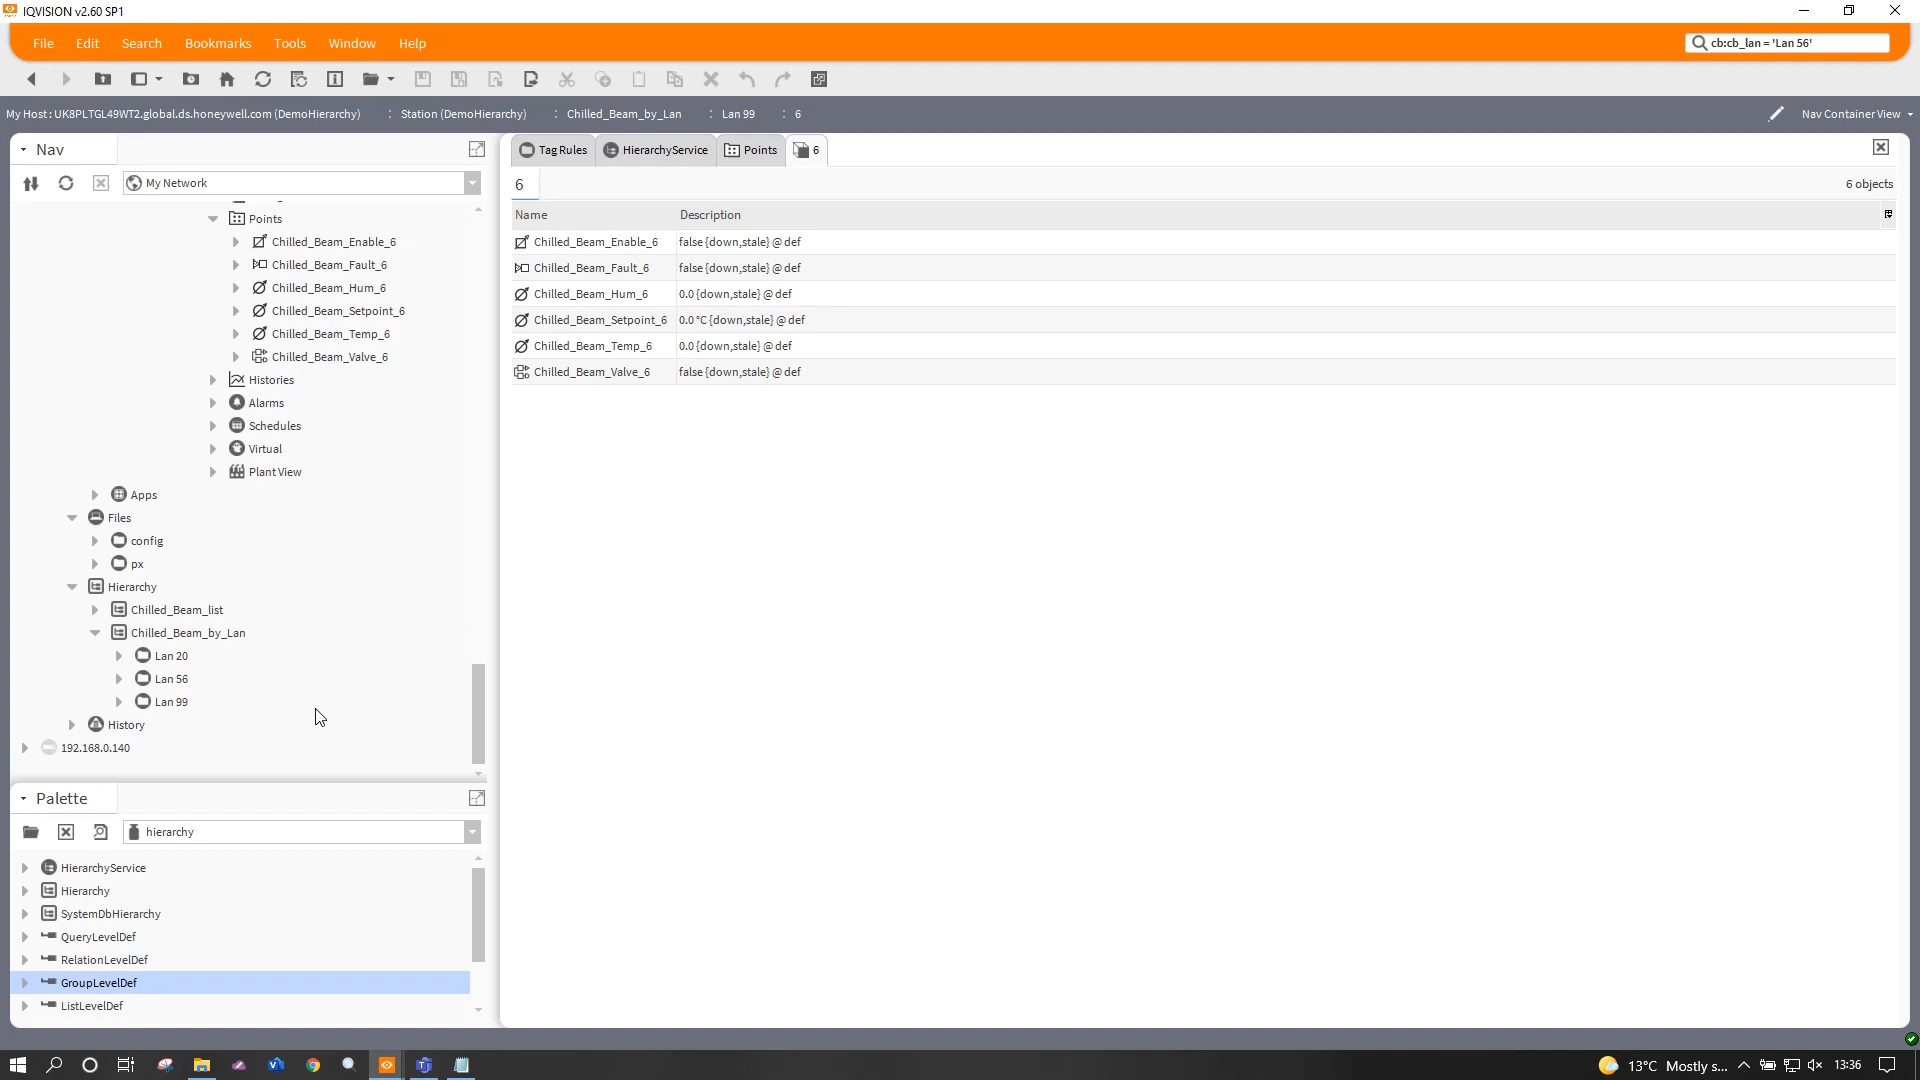 IQVISION v2.60 SP1
File Edit Search Bookmarks Tools Window Help
cb:cb_lan = 'Lan 56'
My Host : UK8PLTGL49WT2.global.ds.honeywell.com (DemoHierarchy) : Station (DemoHierarchy) : Chilled_Beam_by_Lan : Lan 99 : 6
Nav Container View
Nav
My Network
Points
Chilled_Beam_Enable_6
Chilled_Beam_Fault_6
Chilled_Beam_Hum_6
Chilled_Beam_Setpoint_6
Chilled_Beam_Temp_6
Chilled_Beam_Valve_6
Histories
Alarms
Schedules
Virtual
Plant View
Apps
Files
config
px
Hierarchy
Chilled_Beam_list
Chilled_Beam_by_Lan
Lan 20
Lan 56
Lan 99
History
192.168.0.140
Palette
hierarchy
HierarchyService
Hierarchy
SystemDbHierarchy
QueryLevelDef
RelationLevelDef
GroupLevelDef
ListLevelDef
Tag Rules HierarchyService Points 6
6 6 objects
Name Description
Chilled_Beam_Enable_6 false {down,stale} @ def
Chilled_Beam_Fault_6 false {down,stale} @ def
Chilled_Beam_Hum_6 0.0 {down,stale} @ def
Chilled_Beam_Setpoint_6 0.0 °C {down,stale} @ def
Chilled_Beam_Temp_6 0.0 {down,stale} @ def
Chilled_Beam_Valve_6 false {down,stale} @ def
13°C Mostly s... 13:36